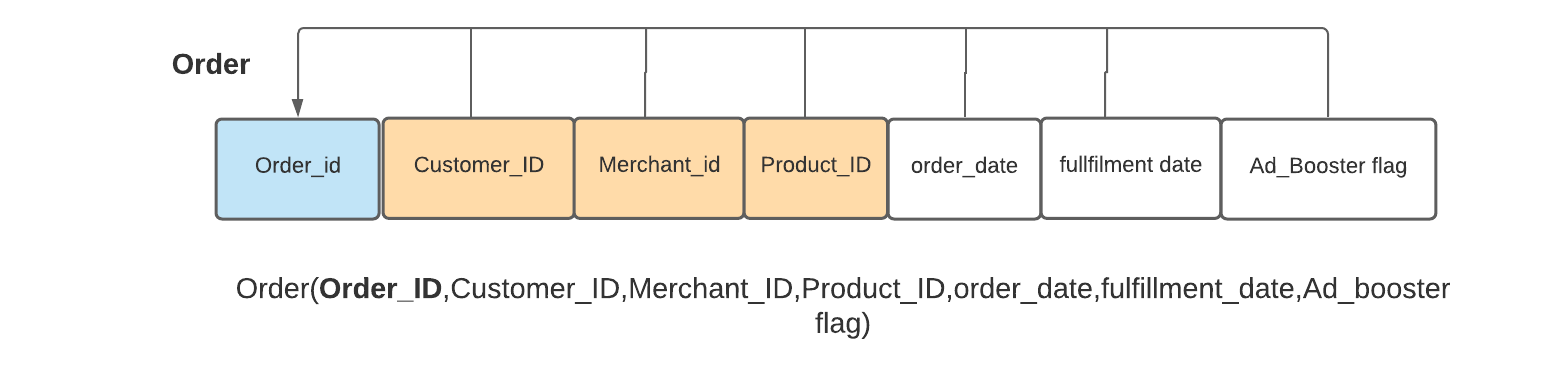 Order
Order_id
Customer_ID
Merchant_id
Product_ID
order_date
fullfilment date
Ad_Booster flag
Order(Order_ID,Customer_ID,Merchant_ID,Product_ID,order_date,fulfillment_date,Ad_booster
flag)